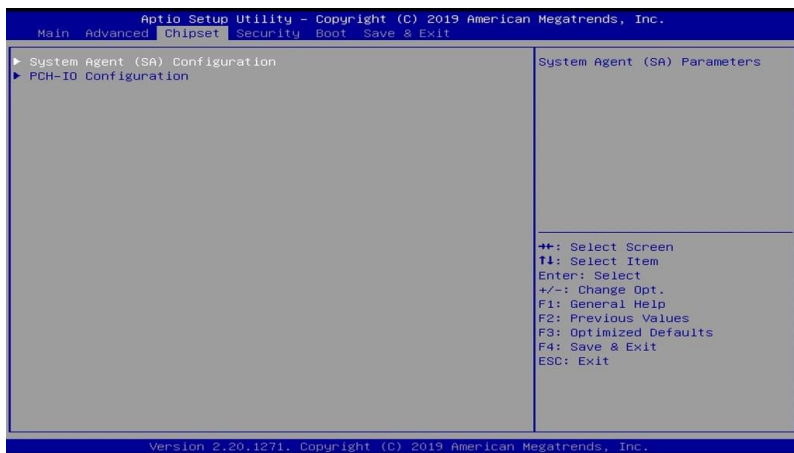 Aptio Setup Utility – Copyright (C) 2019 American Megatrends, Inc.
Main Advanced Chipset Security Boot Save & Exit
► System Agent (SA) Configuration
► PCH-IO Configuration
System Agent (SA) Parameters
→←: Select Screen
↑↓: Select Item
Enter: Select
+/-: Change Opt.
F1: General Help
F2: Previous Values
F3: Optimized Defaults
F4: Save & Exit
ESC: Exit
Version 2.20.1271. Copyright (C) 2019 American Megatrends, Inc.